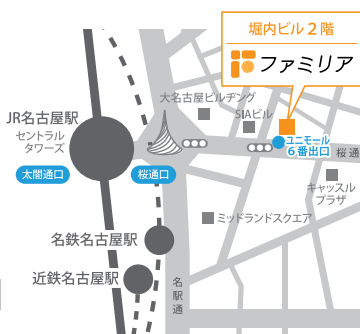 堀内ビル2階
ファミリア
大名古屋ビルヂング
JR名古屋駅
SIAビル
セントラル
タワーズ
ユニモール
6番出口
桜通
太閤通口
桜通口
キャッスル
プラザ
ミッドランドスクエア
名鉄名古屋駅
近鉄名古屋駅
名駅通